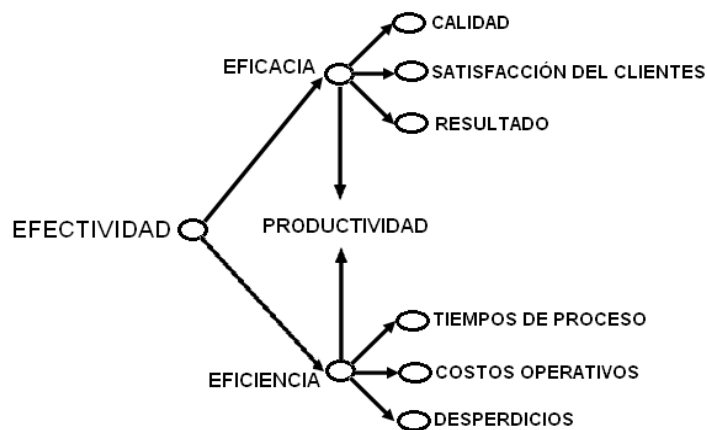 CALIDAD
EFICACIA
SATISFACCIÓN DEL CLIENTES
RESULTADO
EFECTIVIDAD
PRODUCTIVIDAD
TIEMPOS DE PROCESO
EFICIENCIA
COSTOS OPERATIVOS
DESPERDICIOS